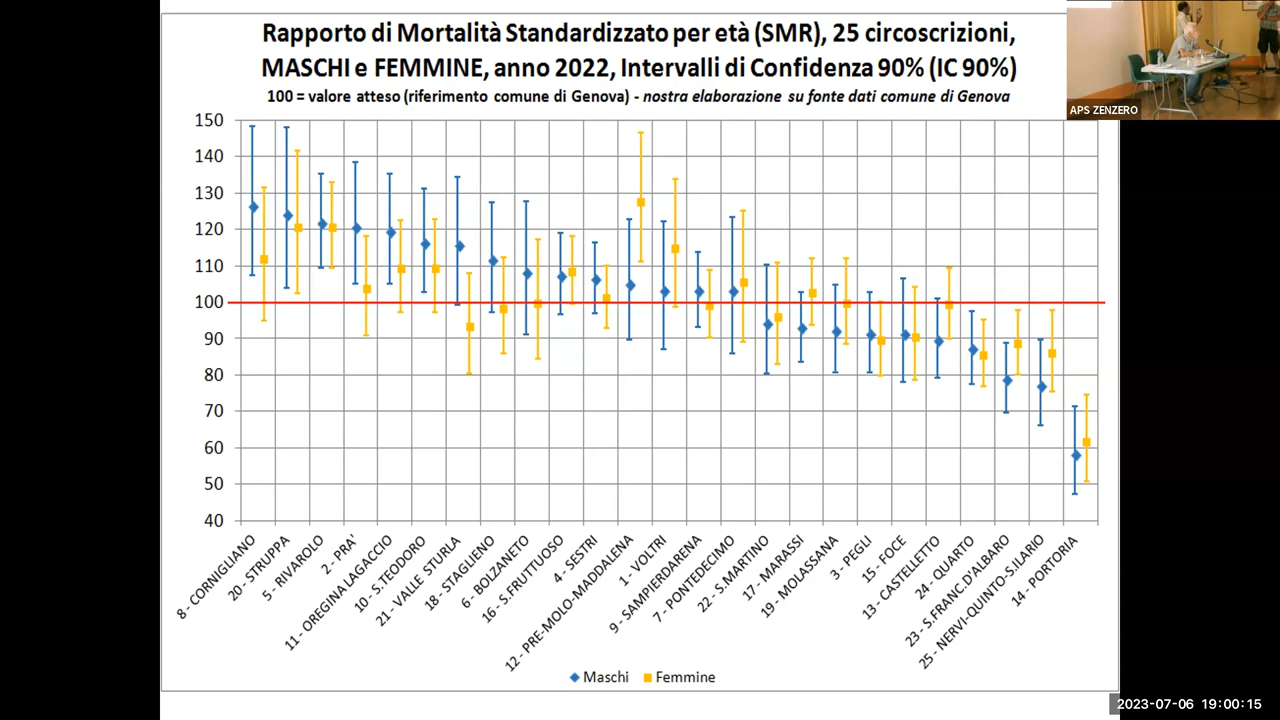 Rapporto di Mortalità Standardizzato per età (SMR), 25 circoscrizioni,
MASCHI e FEMMINE, anno 2022, Intervalli di Confidenza 90% (IC 90%)
100 = valore atteso (riferimento comune di Genova) - nostra elaborazione su fonte dati comune di Genova
APS ZENZERO
150
140
130
120
110
100
90
80
70
60
50
40
8 - CORNIGLIANO
20 - STRUPPA
5 - RIVAROLO
2 - PRA'
11 - OREGINA LAGACCIO
10 - S.TEODORO
21 - VALLE STURLA
18 - STAGLIENO
6 - BOLZANETO
16 - S.FRUTTUOSO
4 - SESTRI
12 - PRE-MOLO-MADDALENA
1 - VOLTRI
9 - SAMPIERDARENA
7 - PONTEDECIMO
22 - S.MARTINO
17 - MARASSI
19 - MOLASSANA
3 - PEGLI
15 - FOCE
13 - CASTELLETTO
24 - QUARTO
23 - S.FRANC.D'ALBARO
25 - NERVI-QUINTO-S.ILARIO
14 - PORTORIA
Maschi Femmine
2023-07-06 19:00:15